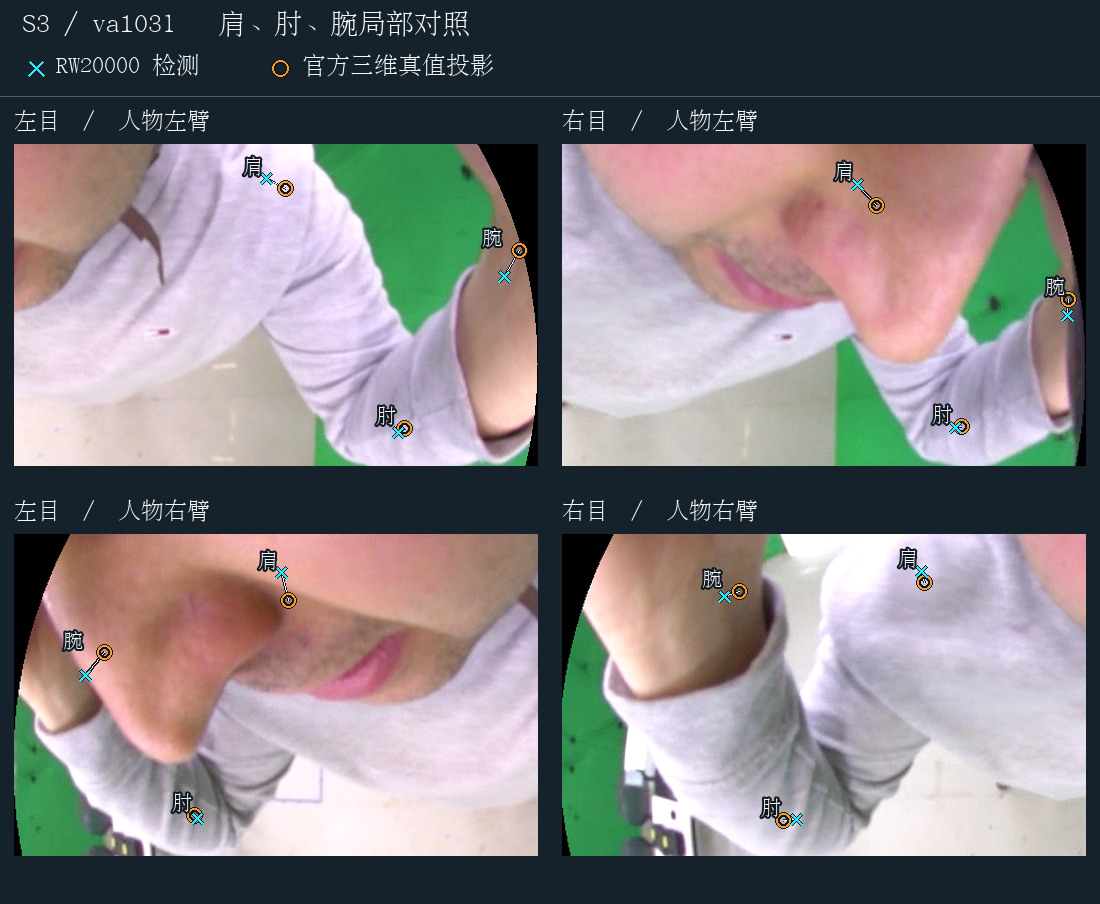 S3 / val031 肩、肘、腕局部对照
RW20000 检测 官方三维真值投影
左目 / 人物左臂
右目 / 人物左臂
肩
腕
肘
肩
腕
肘
左目 / 人物右臂
右目 / 人物右臂
肩
腕
肘
肩
腕
肘